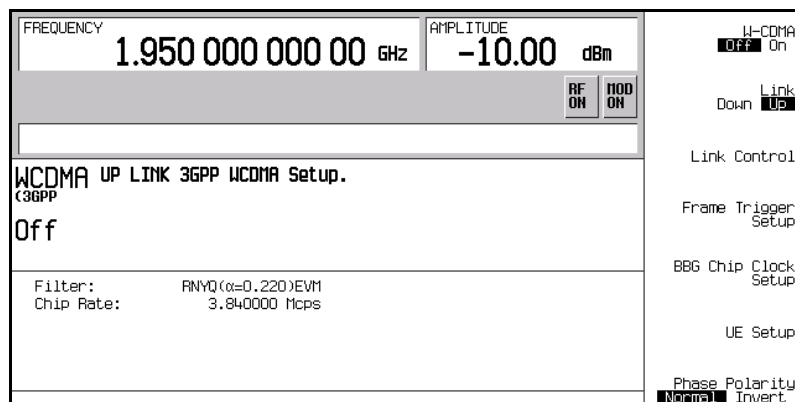 FREQUENCY
1.950 000 000 00 GHz
AMPLITUDE
-10.00 dBm
RF ON
MOD ON
WCDMA UP LINK 3GPP WCDMA Setup.
(3GPP
Off
Filter: RNYQ(α=0.220)EVM
Chip Rate: 3.840000 Mcps
W-CDMA
Off On
Link
Down Up
Link Control
Frame Trigger
Setup
BBG Chip Clock
Setup
UE Setup
Phase Polarity
Normal Invert